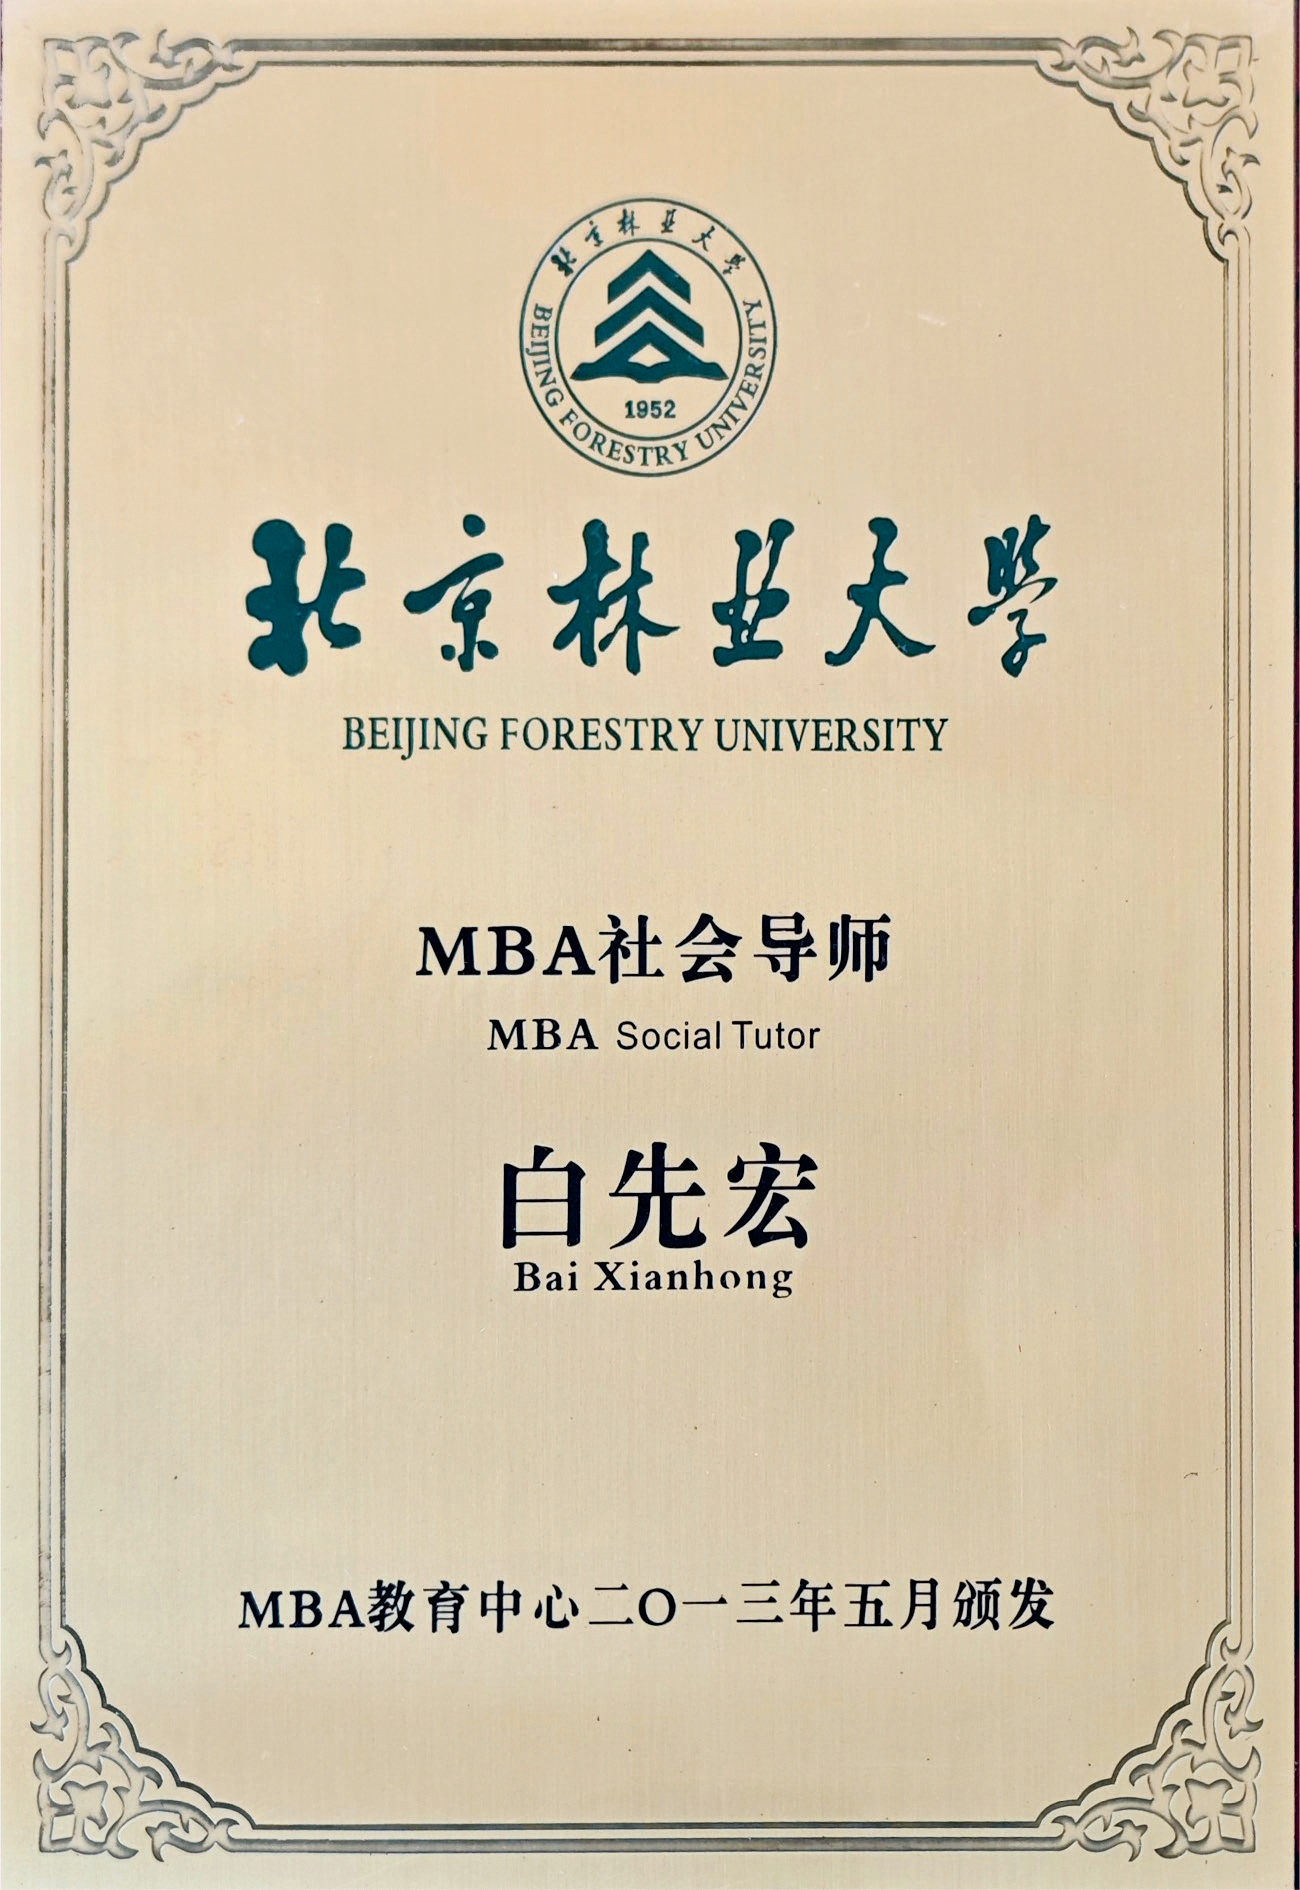 北京林业大学
BEIJING FORESTRY UNIVERSITY
1952
北京林业大学
BEIJING FORESTRY UNIVERSITY
MBA社会导师
MBA Social Tutor
白先宏
Bai Xianhong
MBA教育中心二〇一三年五月颁发